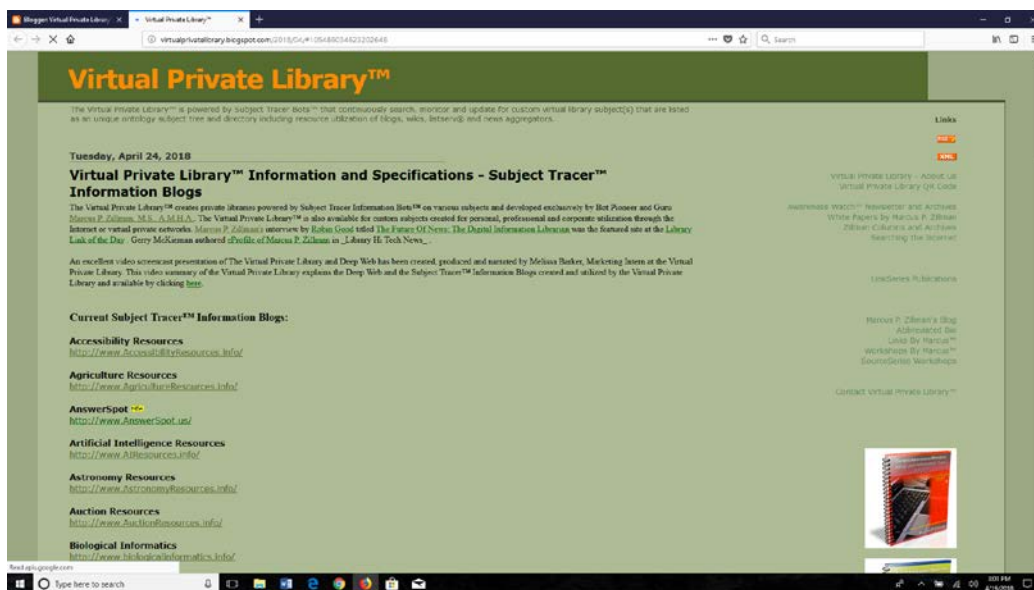 Blogger: Virtual Private Library
Virtual Private Library™
virtualprivatelibrary.blogspot.com/2018/04/#105486034823202645
Search
Virtual Private Library™
The Virtual Private Library™ is powered by Subject Tracer Bots™ that continuously search, monitor and update for custom virtual library subject(s) that are listed
as an unique ontology subject tree and directory including resource utilization of blogs, wikis, listserv® and news aggregators.
Tuesday, April 24, 2018
Virtual Private Library™ Information and Specifications - Subject Tracer™
Information Blogs
The Virtual Private Library™ creates private libraries powered by Subject Tracer Information Bots™ on various subjects and developed exclusively by Bot Pioneer and Guru
Marcus P. Zillman, M.S., A.M.H.A.. The Virtual Private Library™ is also available for custom subjects created for personal, professional and corporate utilization through the
Internet or virtual private networks. Marcus P. Zillman's interview by Robin Good titled The Future Of News: The Digital Information Librarian was the featured site at the Library
Link of the Day . Gerry McKiernan authored eProfile of Marcus P. Zillman in _Library Hi Tech News_ .
An excellent video screencast presentation of The Virtual Private Library and Deep Web has been created, produced and narrated by Melissa Barker, Marketing Intern at the Virtual
Private Library. This video summary of the Virtual Private Library explains the Deep Web and the Subject Tracer™ Information Blogs created and utilized by the Virtual Private
Library and available by clicking here.
Current Subject Tracer™ Information Blogs:
Accessibility Resources
http://www.AccessibilityResources.info/
Agriculture Resources
http://www.AgricultureResources.info/
AnswerSpot
http://www.AnswerSpot.us/
Artificial Intelligence Resources
http://www.AIResources.info/
Astronomy Resources
http://www.AstronomyResources.info/
Auction Resources
http://www.AuctionResources.info/
Biological Informatics
http://www.biologicalinformatics.info/
Links
XML
Virtual Private Library - About Us
Virtual Private Library QR Code
Awareness Watch™ Newsletter and Archives
White Papers by Marcus P. Zillman
Zillman Columns and Archives
Searching the Internet
Publications
Marcus P. Zillman's Blog
Abbreviated Bio
Links By Marcus™
Workshops By Marcus™
SourceSeries Workshops
Contact Virtual Private Library™
Read apis.google.com
Type here to search